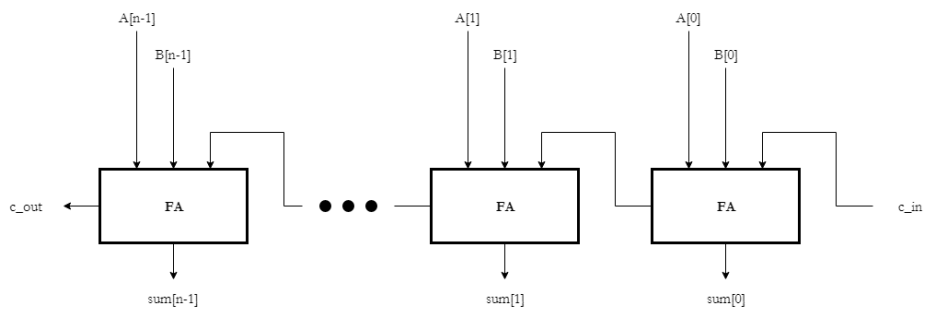 A[n-1]
A[1]
A[0]
B[n-1]
B[1]
B[0]
c_out
FA
FA
FA
c_in
sum[n-1]
sum[1]
sum[0]